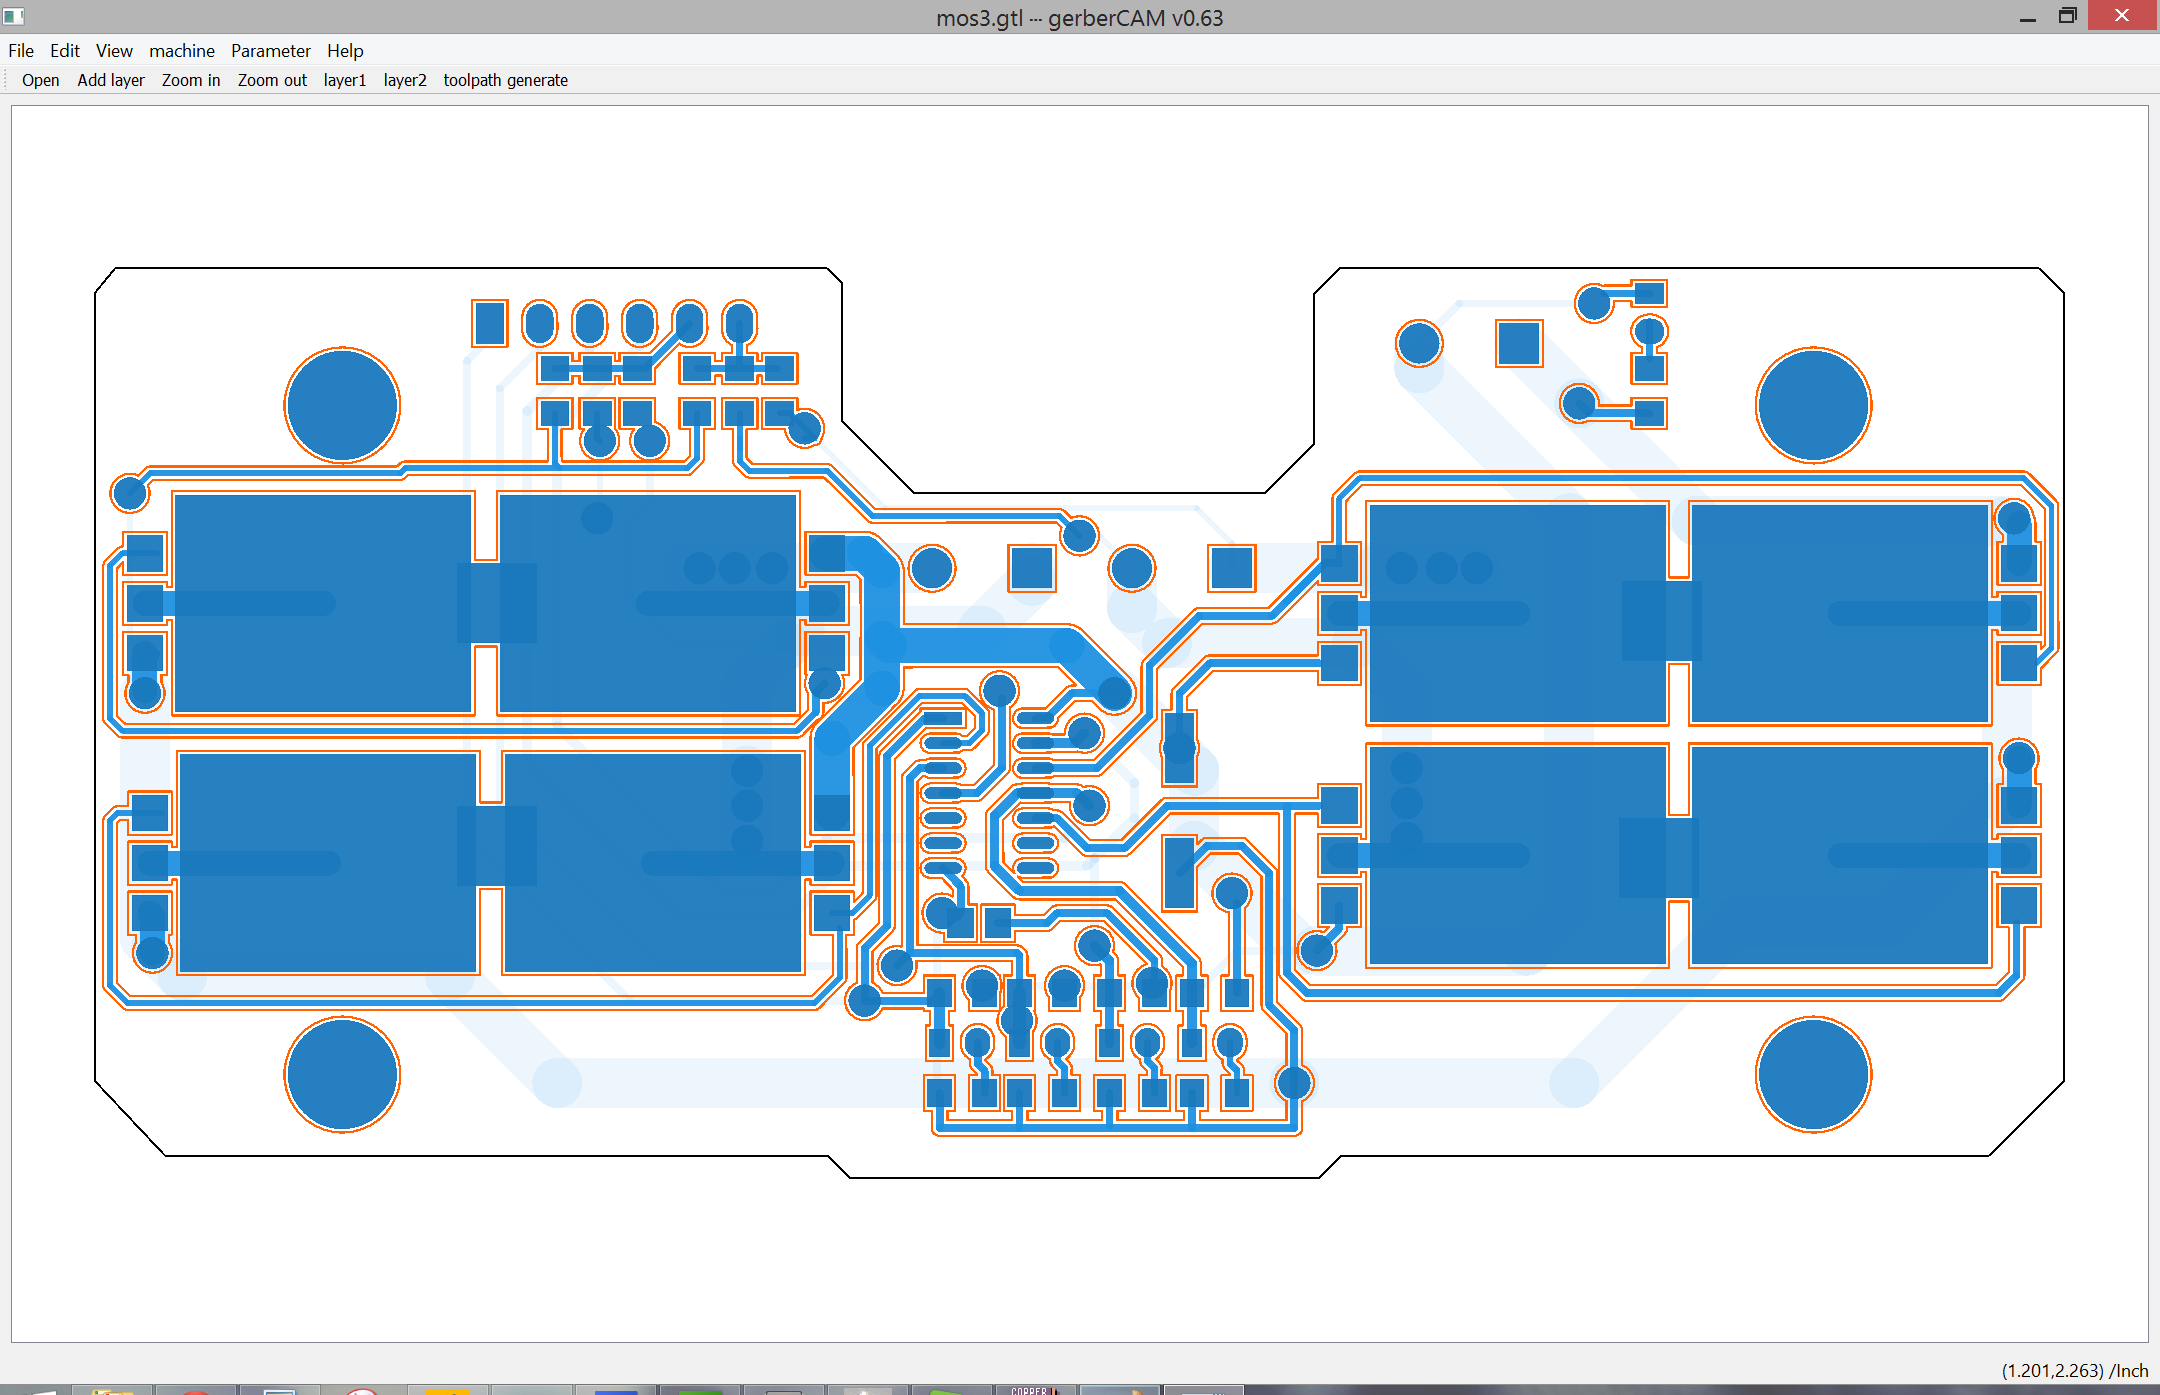 mos3.gtl --- gerberCAM v0.63
File Edit View machine Parameter Help
Open Add layer Zoom in Zoom out layer1 layer2 toolpath generate
(1.201,2.263) /Inch
COPPER